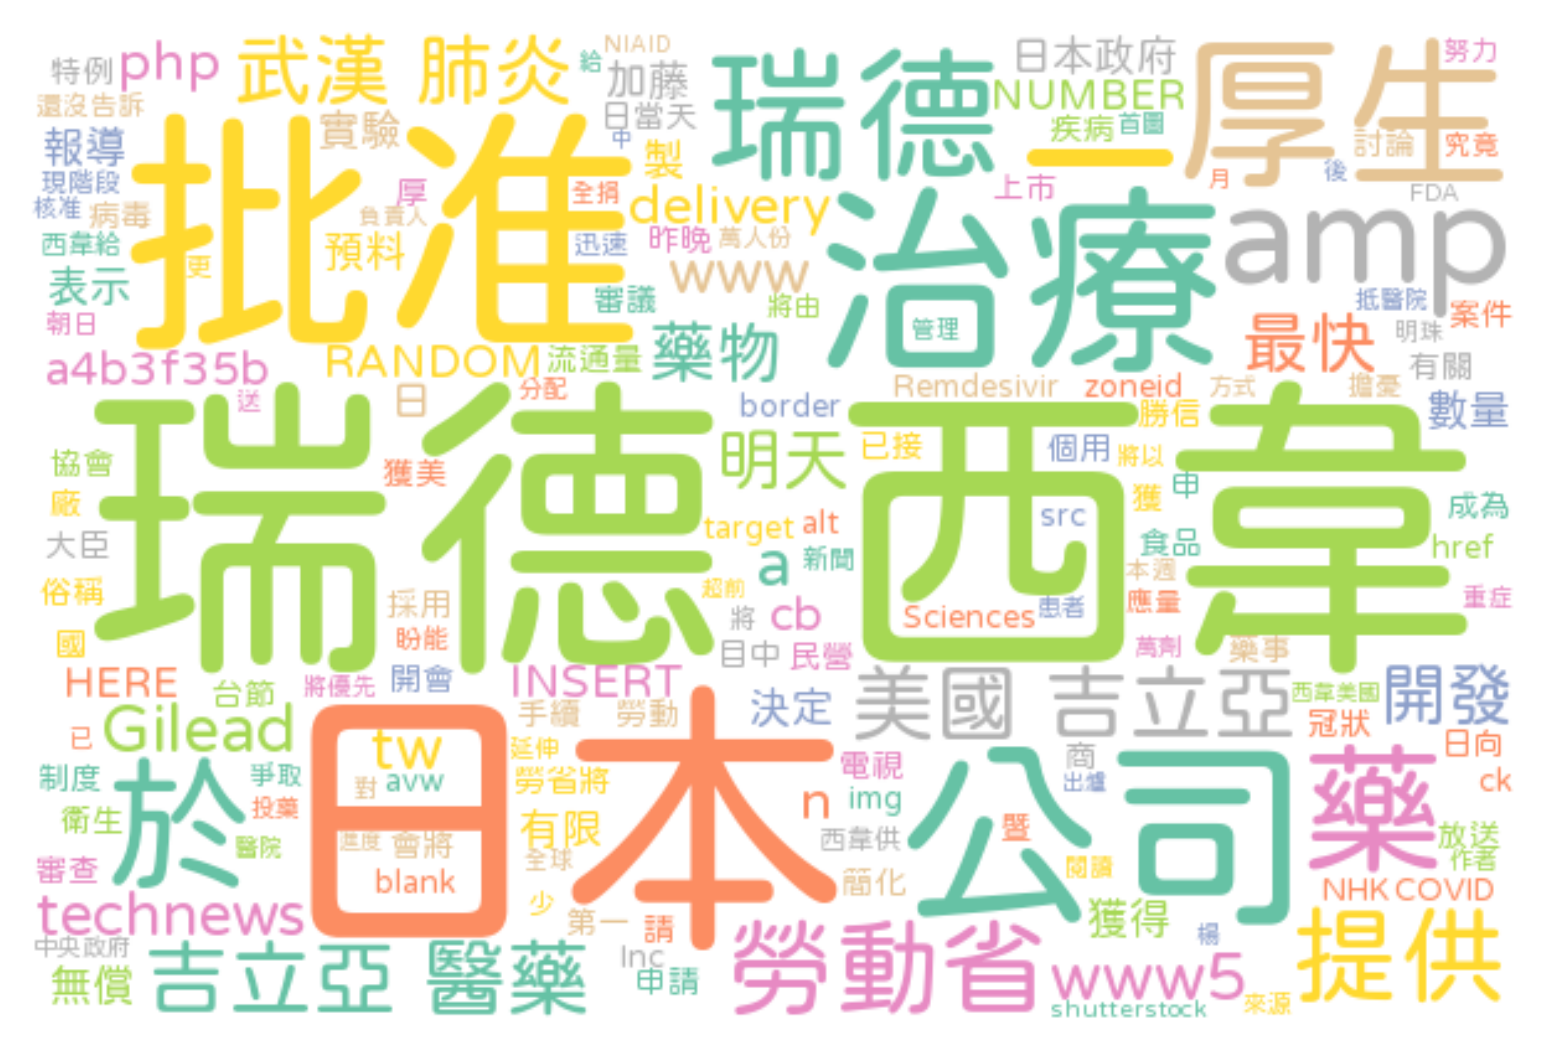 特例 php 武漢 肺炎 給 NIAID
加藤 瑞德 日本政府 厚生 努力
還沒告訴 實驗 日當天 NUMBER
疾病 首圖 一 討論 究竟
報導 批准 中 製
現階段 厚 全捐 上市 月 後 FDA
核准 病毒 負責人 delivery 治療 amp
西韋給 預料 迅速 昨晚 萬人份
表示 更 審議 www 將由 抵醫院
朝日 藥物 管理 最快 明珠 案件
a4b3f35b RANDOM 流通量 有關
送 日 分配 border Remdesivir zoneid 方式 擔憂 數量
瑞德西韋
協會 獲美 明天 已接 個用 勝信 將以
廠 target alt src 獲 申 成為
大臣 a 新聞 食品 href
俗稱 採用 超前 將 cb Sciences 患者 本週 應量 重症
國 盼能 目中 民營 萬劑 藥事
HERE 台節 將優先 開會 INSERT 決定 美國 吉立亞 西韋美國 開發
已 Gilead 手續 勞動 冠狀
tw 延伸 電視 商 日向
制度 於 爭取 對 avw 日本 勞省將 n img 出爐 公司 藥 ck
衛生 投藥 有限 暨 放送
醫院 進度 會將 全球 西韋供 作者
審查 blank 簡化 閱讀 NHK COVID
technews 少 第一 請 獲得 楊 提供
中央政府 Inc 勞動省 www5
無償 吉立亞 醫藥 申請 shutterstock 來源